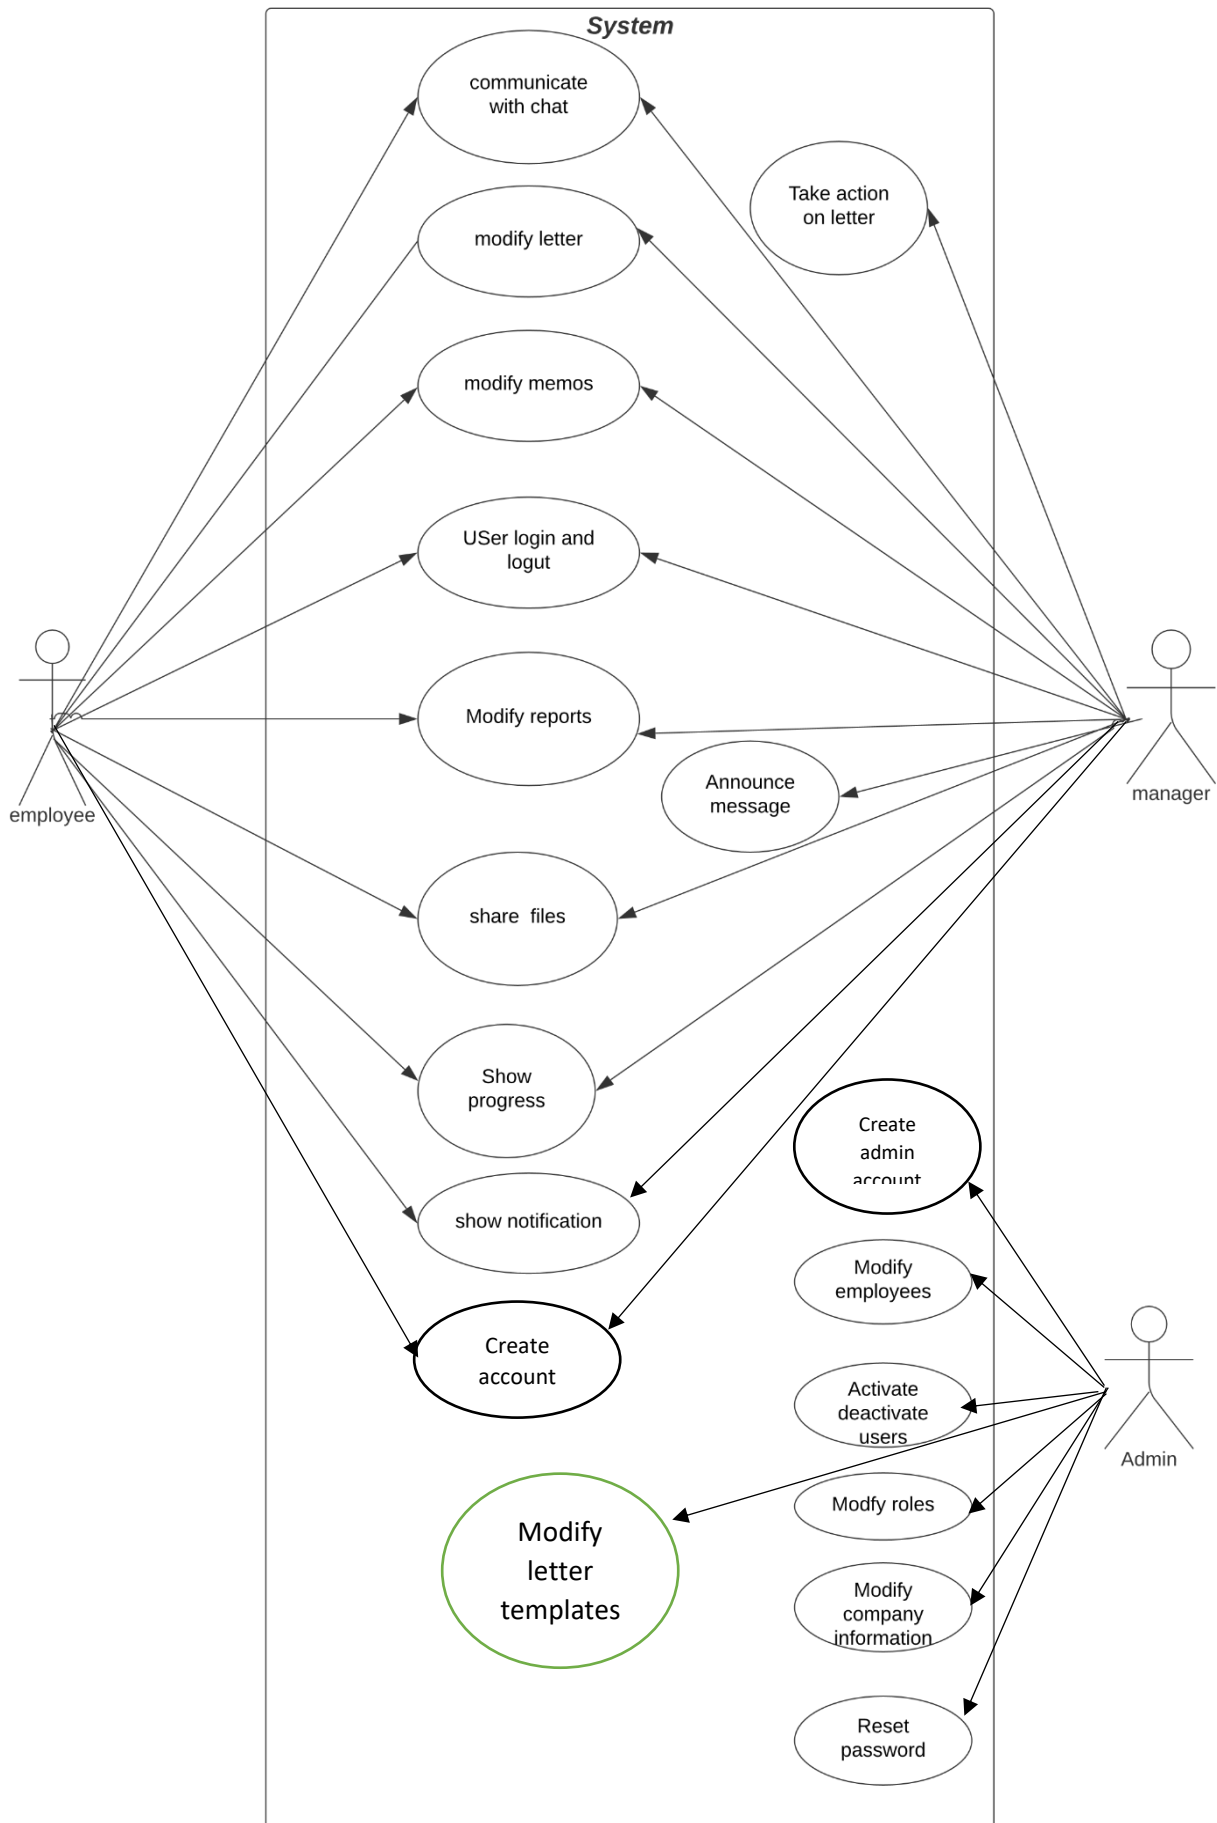 System
communicate
with chat
Take action
on letter
modify letter
modify memos
USer login and
logut
Modify reports
Announce
message
employee
manager
share  files
Show
progress
Create
admin
account
show notification
Modify
employees
Create
account
Activate
deactivate
users
Admin
Modfy roles
Modify
letter
templates
Modify
company
information
Reset
password